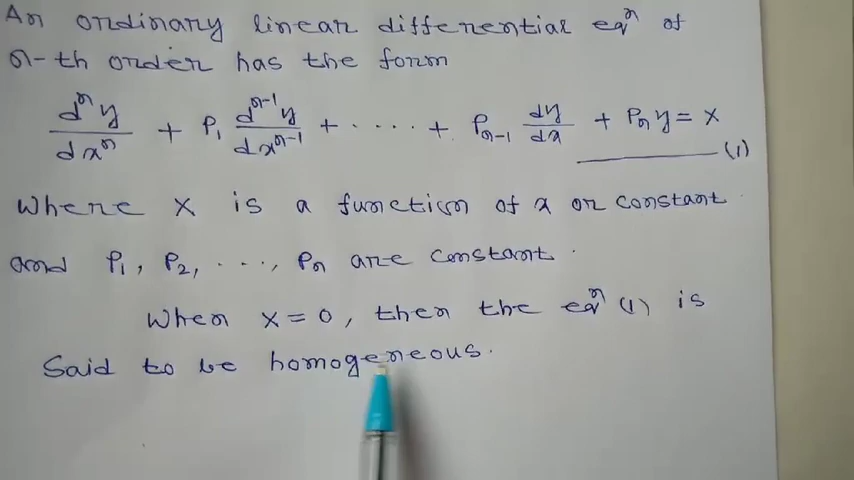 An ordinary linear differential eqⁿ of
n-th order has the form
dⁿy/dxⁿ + P₁ dⁿ⁻¹y/dxⁿ⁻¹ + ..... + Pₙ₋₁ dy/dx + Pₙy = X
(1)
Where X is a function of x or constant
and P₁, P₂, ..., Pₙ are constant.
When X = 0, then the eqⁿ (1) is
Said to be homogeneous.